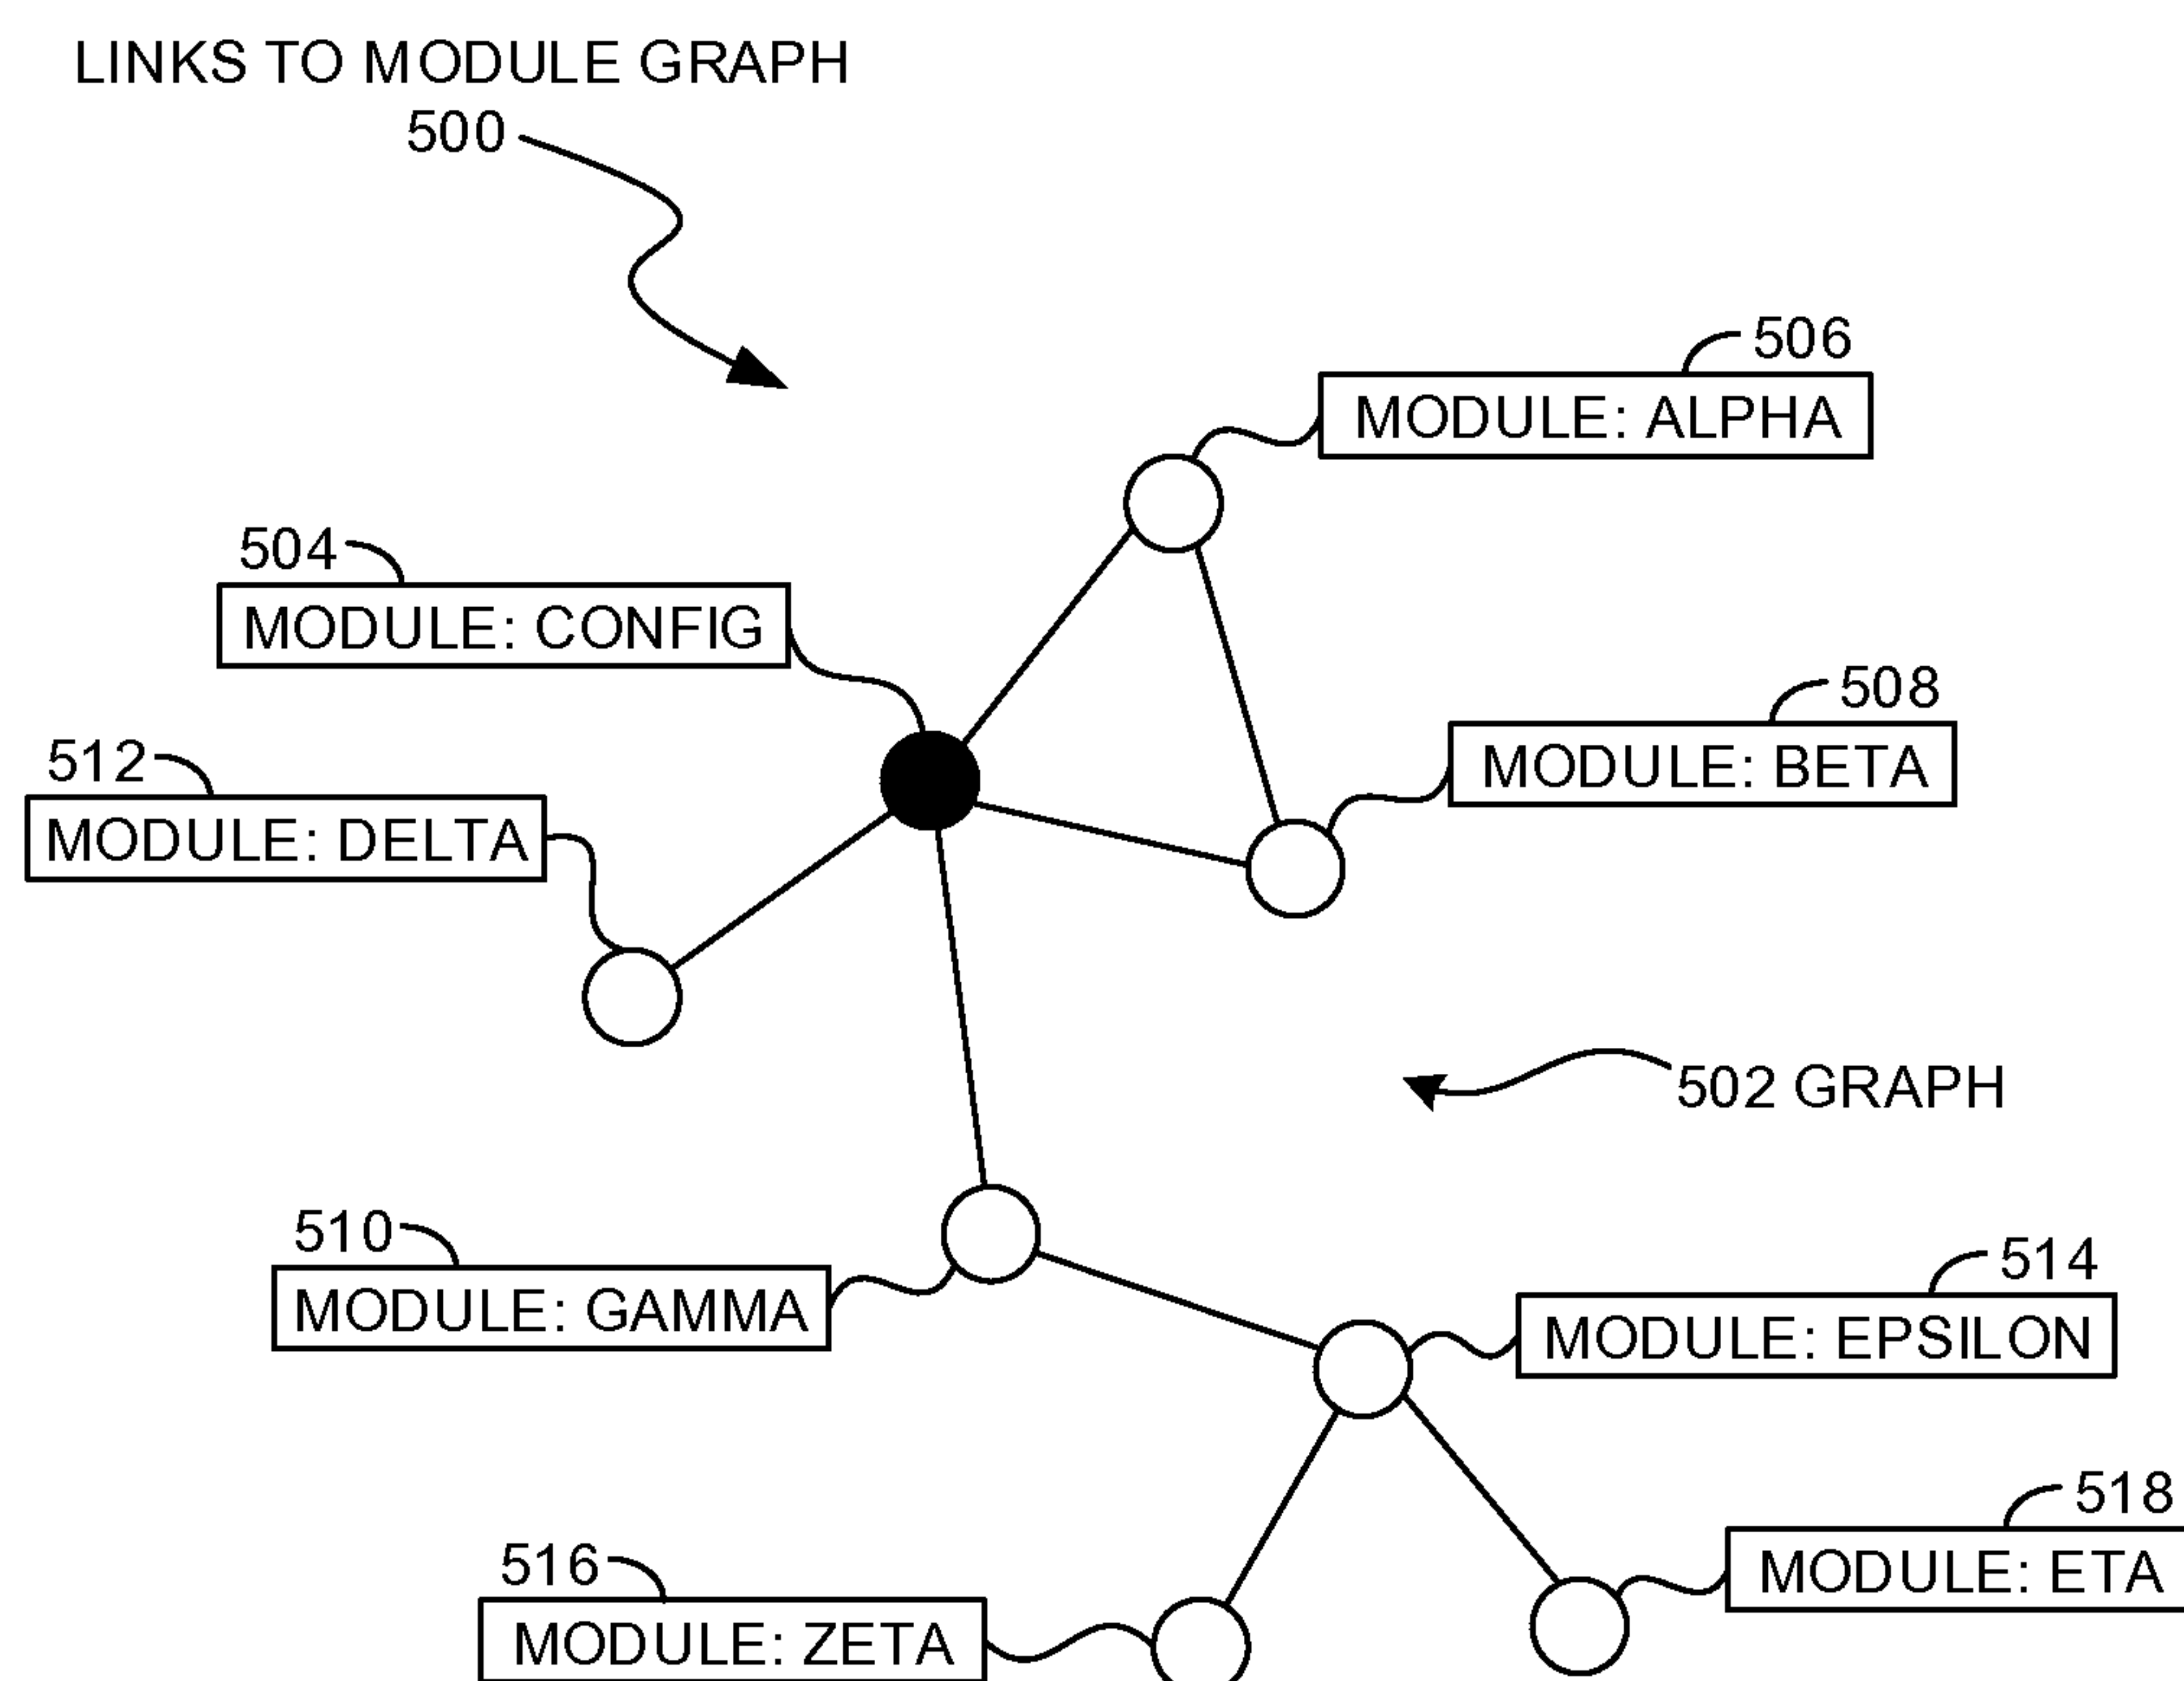 LINKS TO MODULE GRAPH
500
506
MODULE: ALPHA
504
MODULE: CONFIG
508
MODULE: BETA
512
MODULE: DELTA
502 GRAPH
510
MODULE: GAMMA
514
MODULE: EPSILON
518
MODULE: ETA
516
MODULE: ZETA